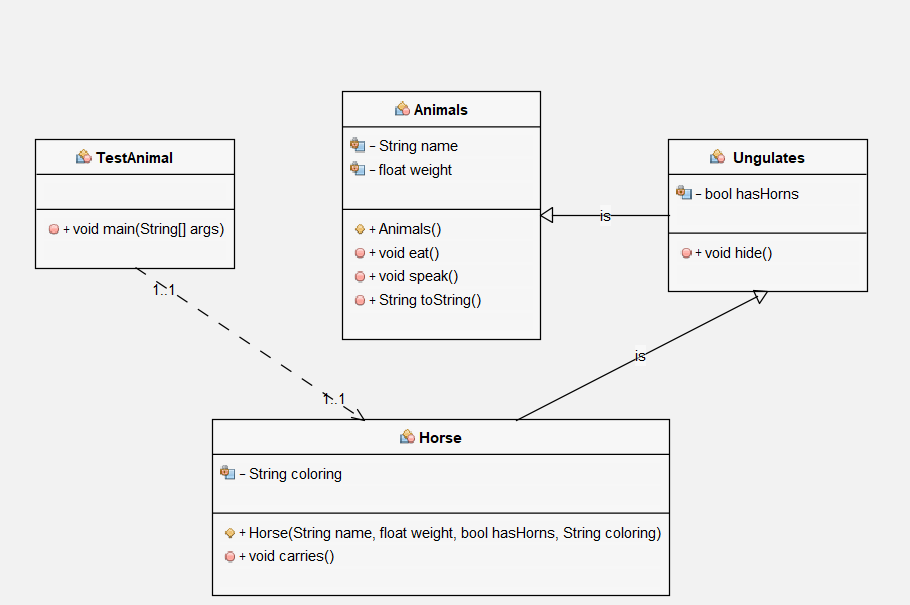 TestAnimal
+ void main(String[] args)
Animals
– String name
– float weight
+ Animals()
+ void eat()
+ void speak()
+ String toString()
Ungulates
– bool hasHorns
+ void hide()
is
1..1
is
1..1
Horse
– String coloring
+ Horse(String name, float weight, bool hasHorns, String coloring)
+ void carries()